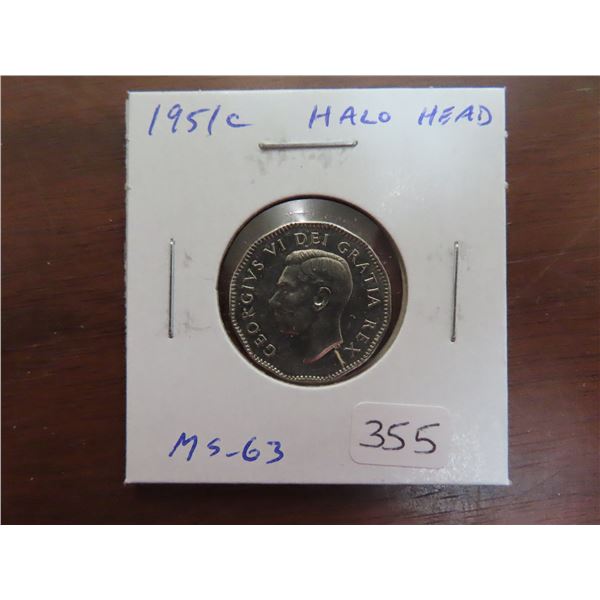 1951c HALO HEAD
GEORGIVS VI DEI GRATIA REX
MS-63
355